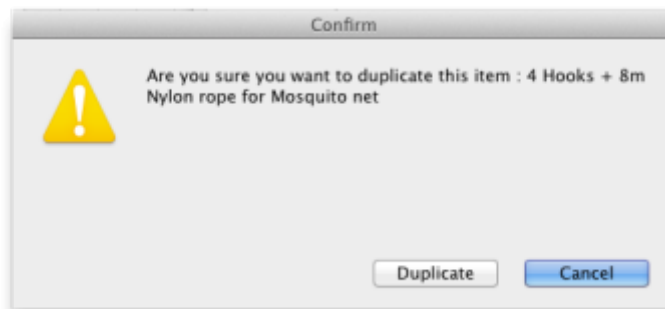 Confirm
Are you sure you want to duplicate this item : 4 Hooks + 8m
Nylon rope for Mosquito net
Duplicate
Cancel